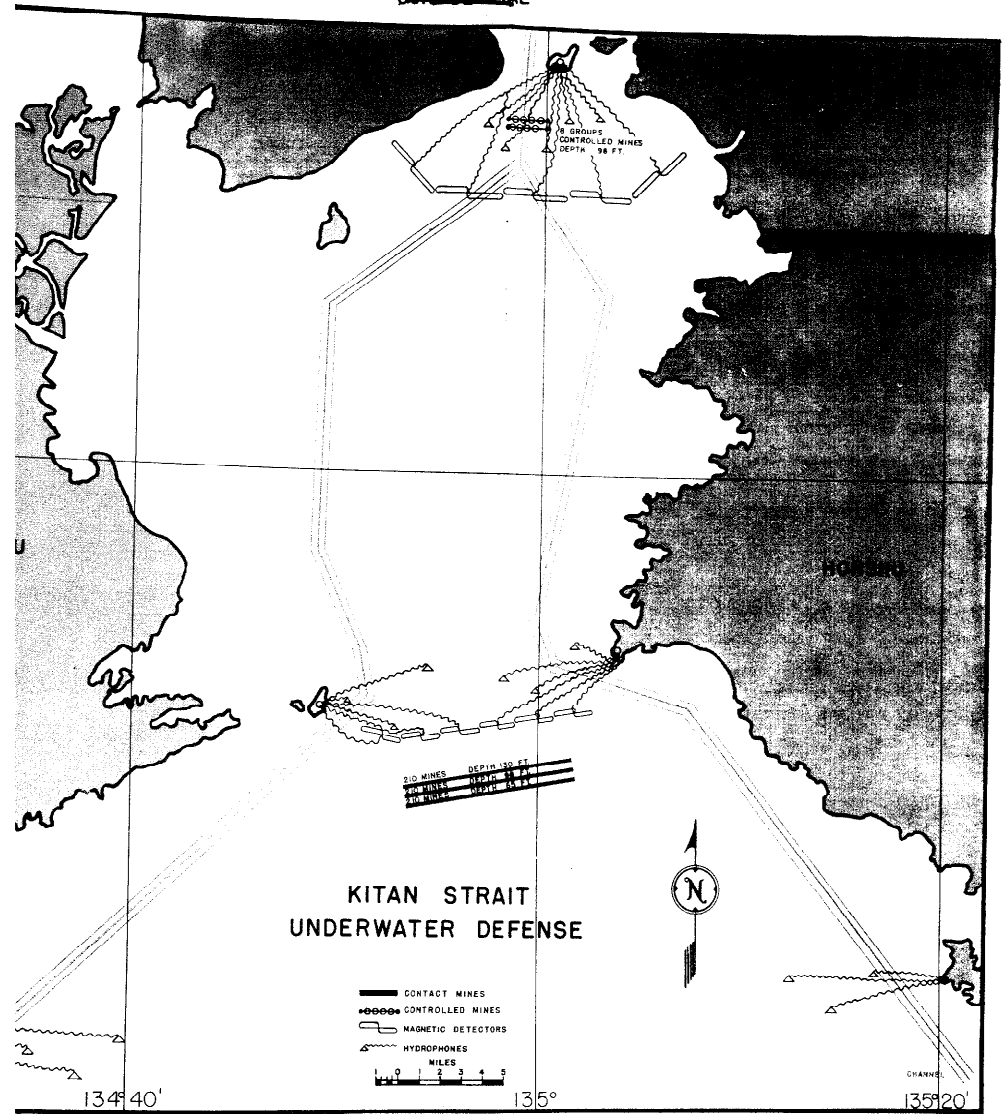 8 GROUPS
CONTROLLED MINES
DEPTH 98 FT.
U
HONSHU
210 MINES DEPTH 130 FT.
210 MINES DEPTH
210 MINES DEPTH
KITAN STRAIT
UNDERWATER DEFENSE
N
CONTACT MINES
CONTROLLED MINES
MAGNETIC DETECTORS
HYDROPHONES
MILES
1 0 1 2 3 4 5
CHANNEL
134°40' 135° 135°20'